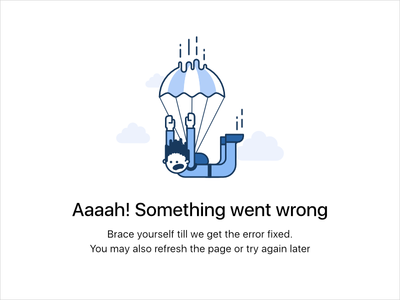 Aaaah! Something went wrong
Brace yourself till we get the error fixed.
You may also refresh the page or try again later